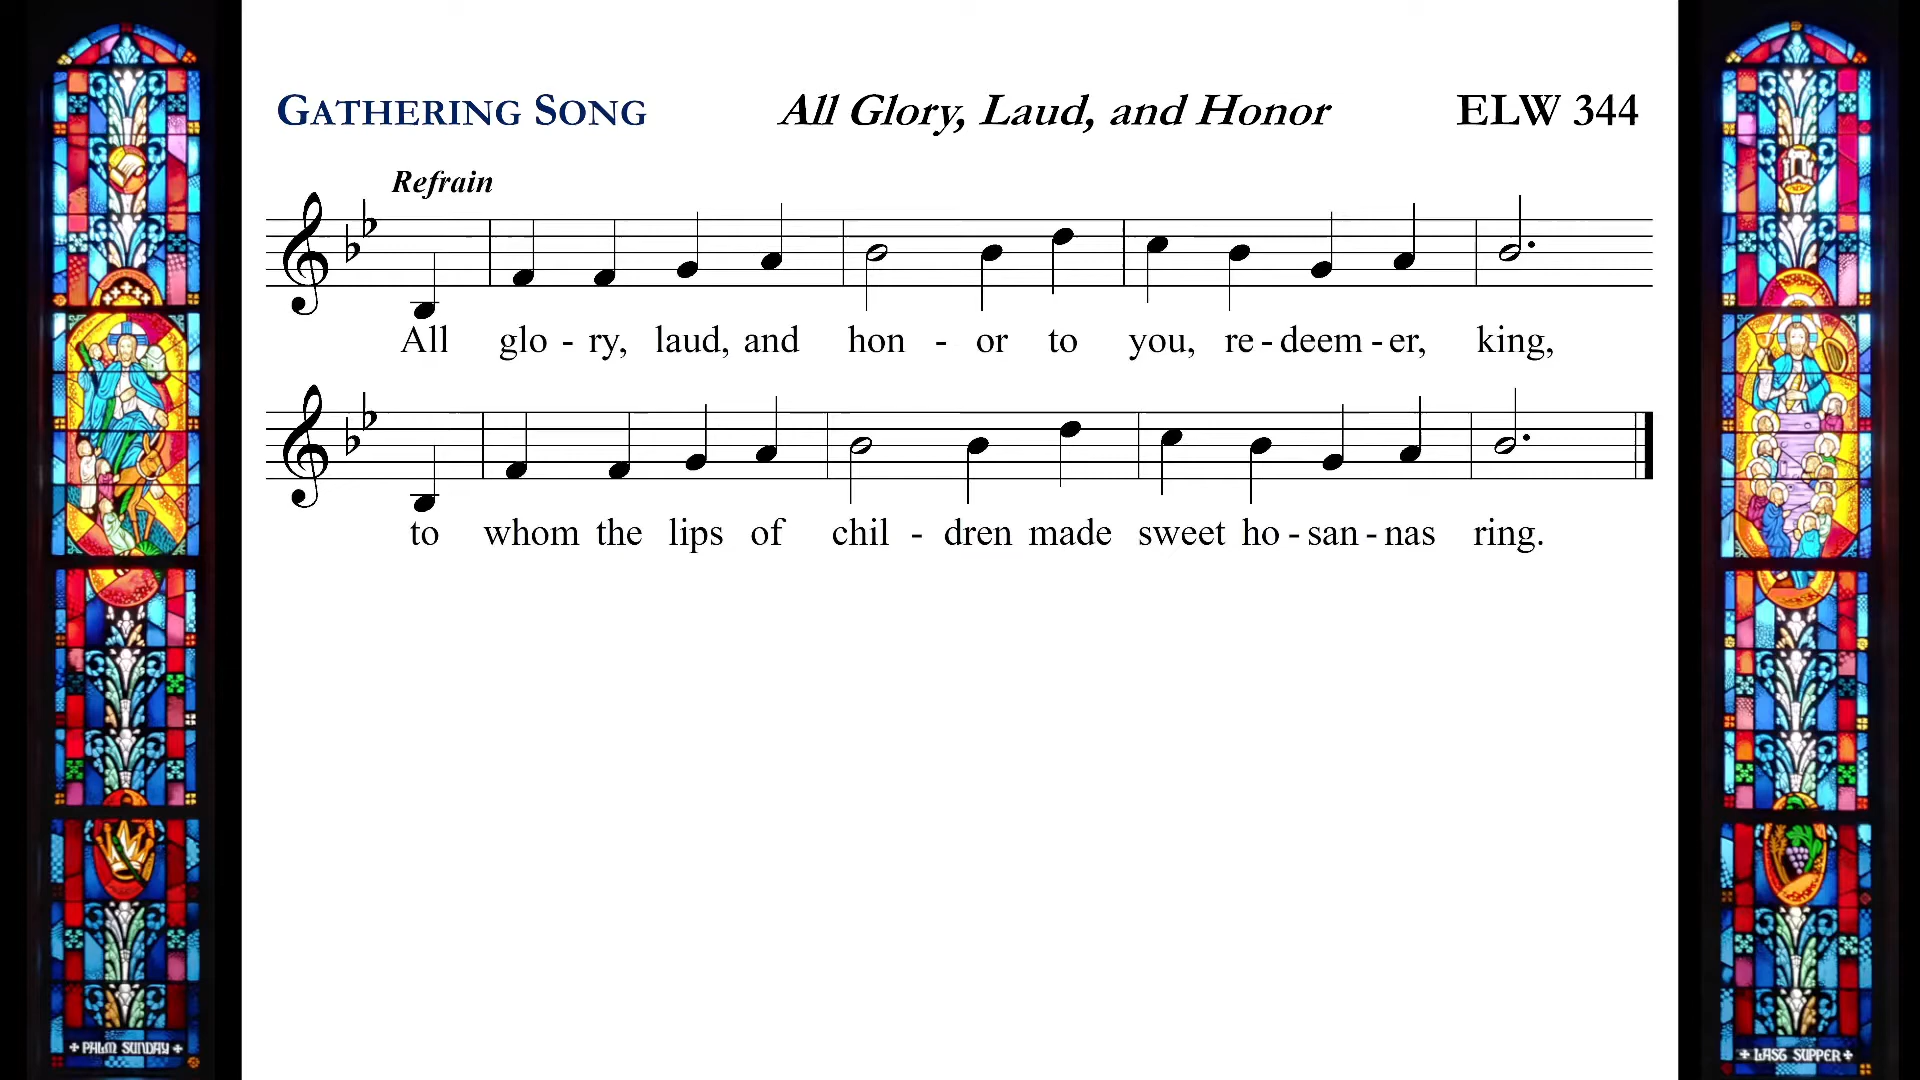 GATHERING SONG All Glory, Laud, and Honor ELW 344
Refrain
All glo - ry, laud, and hon - or to you, re - deem - er, king,
to whom the lips of chil - dren made sweet ho - san - nas ring.
+ PALM SUNDAY +
+ LAST SUPPER +